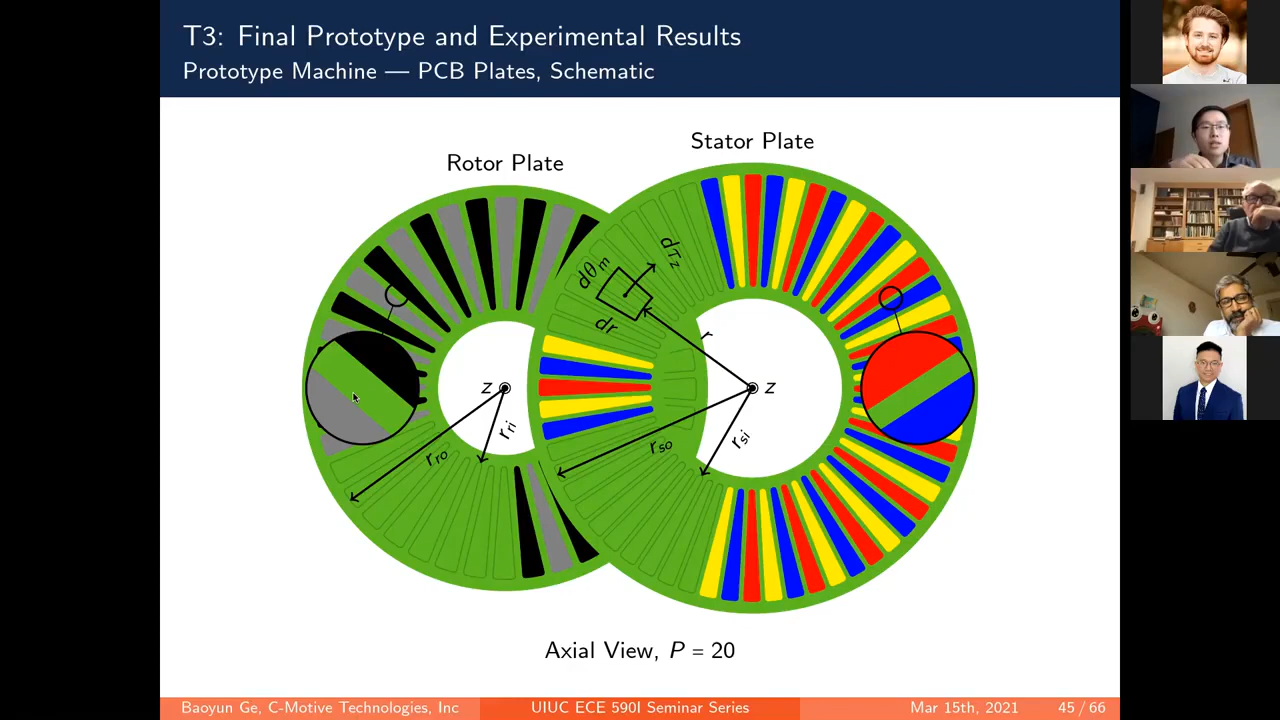 T3: Final Prototype and Experimental Results
Prototype Machine — PCB Plates, Schematic
Stator Plate
Rotor Plate
dθm
dTz
dr
r
z
z
rri
rro
rso
rsi
Axial View, P = 20
Baoyun Ge, C-Motive Technologies, Inc
UIUC ECE 590I Seminar Series
Mar 15th, 2021
45 / 66